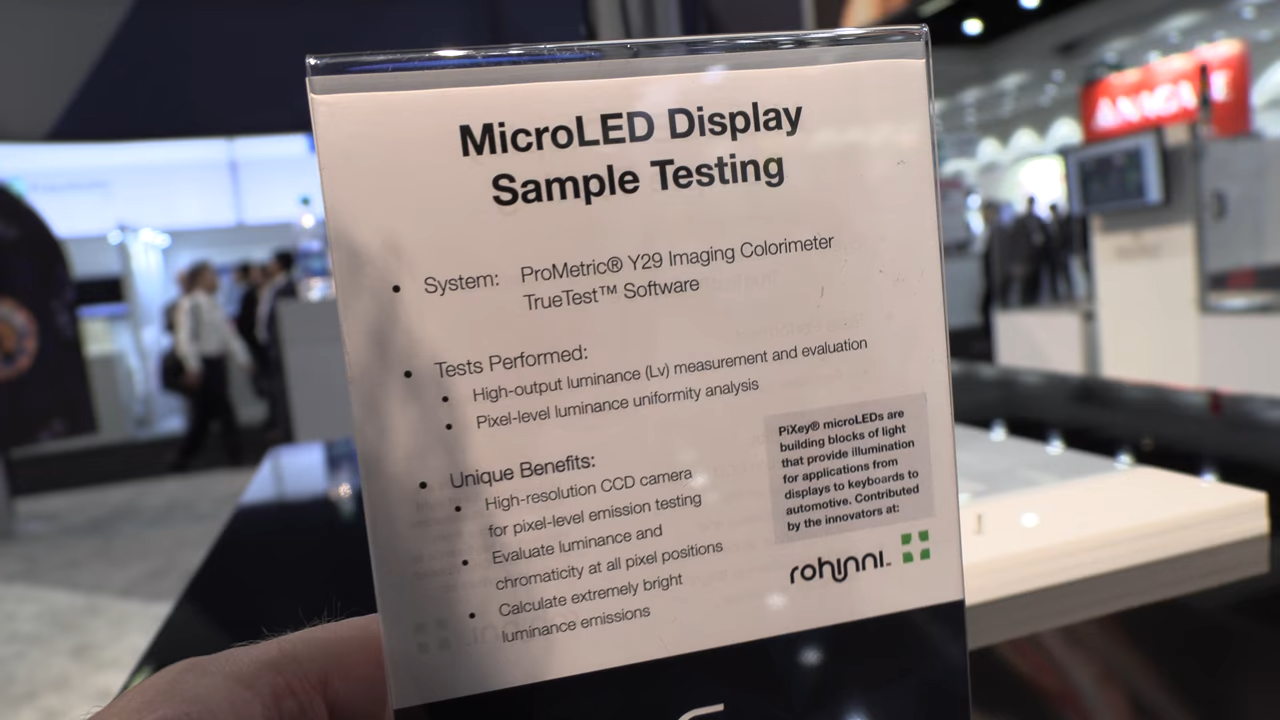 MicroLED Display
Sample Testing
• System: ProMetric® Y29 Imaging Colorimeter
TrueTest™ Software
• Tests Performed:
• High-output luminance (Lv) measurement and evaluation
• Pixel-level luminance uniformity analysis
• Unique Benefits:
• High-resolution CCD camera
for pixel-level emission testing
• Evaluate luminance and
chromaticity at all pixel positions
• Calculate extremely bright
luminance emissions
PiXey® microLEDs are
building blocks of light
that provide illumination
for applications from
displays to keyboards to
automotive. Contributed
by the innovators at:
rohinni™